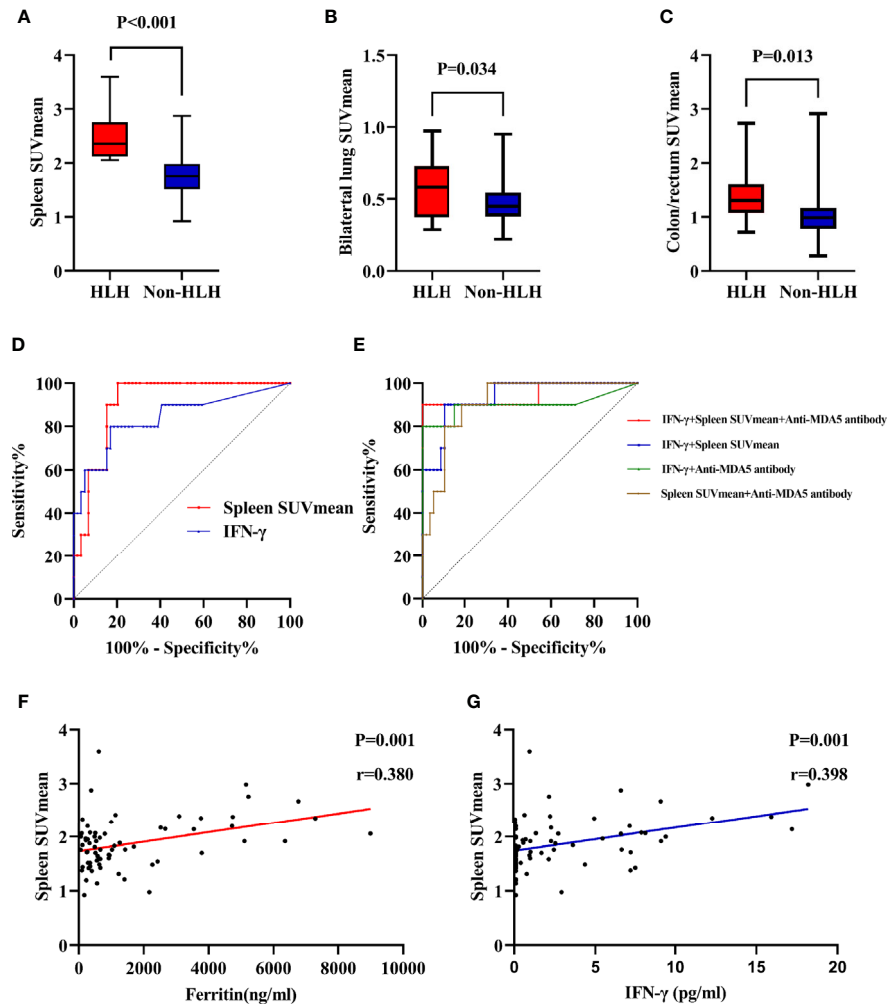 A
P<0.001
Spleen SUVmean
4
3
2
1
0
HLH Non-HLH
B
P=0.034
Bilatertal lung SUVmean
1.5
1.0
0.5
0.0
HLH Non-HLH
C
P=0.013
Colon/rectum SUVmean
4
3
2
1
0
HLH Non-HLH
D
Sensitivity%
100
80
60
40
20
0
Spleen SUVmean
IFN-γ
0 20 40 60 80 100
100% - Specificity%
E
Sensitivity%
100
80
60
40
20
0
0 20 40 60 80 100
100% - Specificity%
IFN-γ+Spleen SUVmean+Anti-MDA5 antibody
IFN-γ+Spleen SUVmean
IFN-γ+Anti-MDA5 antibody
Spleen SUVmean+Anti-MDA5 antibody
F
P=0.001
r=0.380
Spleen SUVmean
4
3
2
1
0
0 2000 4000 6000 8000 10000
Ferritin(ng/ml)
G
P=0.001
r=0.398
Spleen SUVmean
4
3
2
1
0
0 5 10 15 20
IFN-γ (pg/ml)